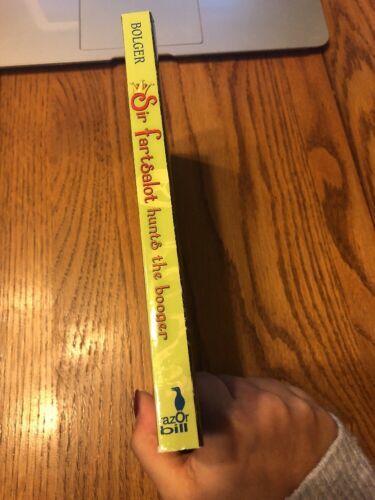 BOLGER
Sir fartsalot hunts the booger
razOr
bill